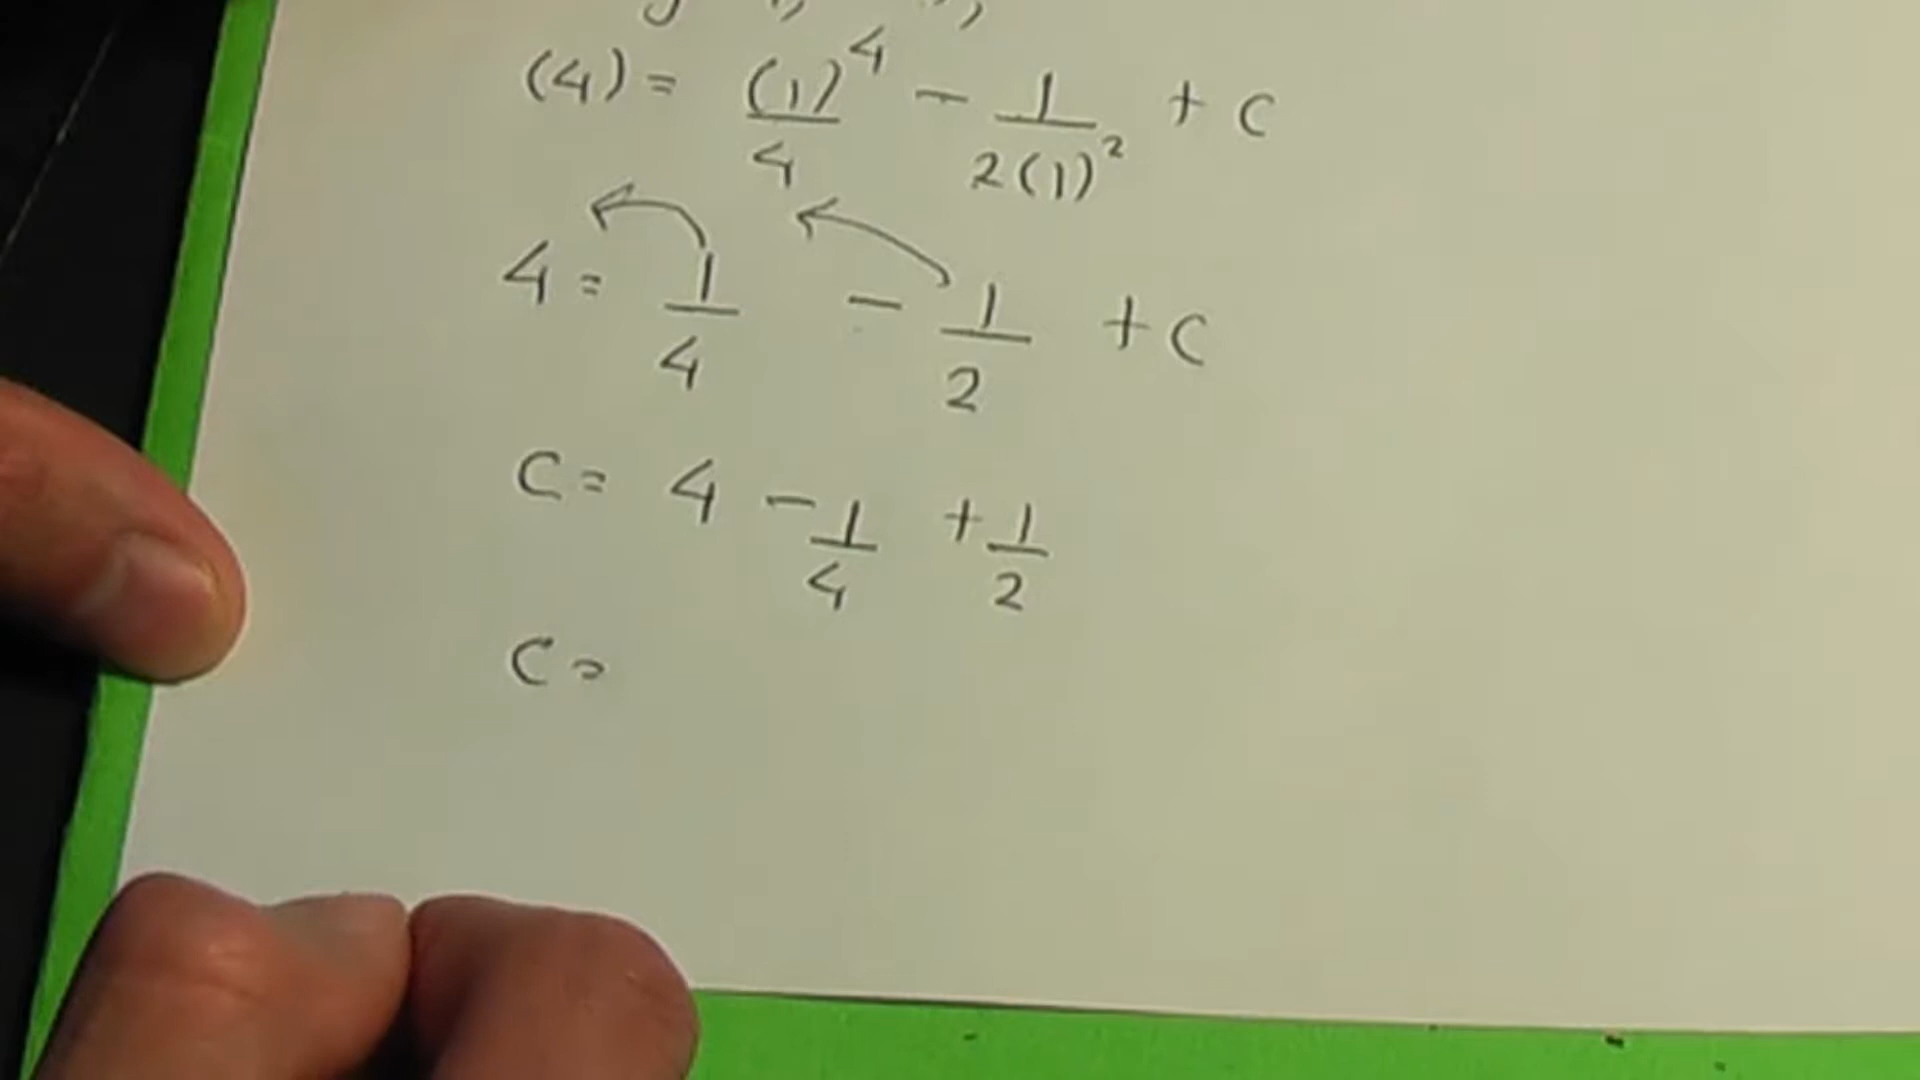 (4) = (1)^4/4 - 1/2(1)^2 + C
4 = 1/4 - 1/2 + C
C = 4 - 1/4 + 1/2
C =